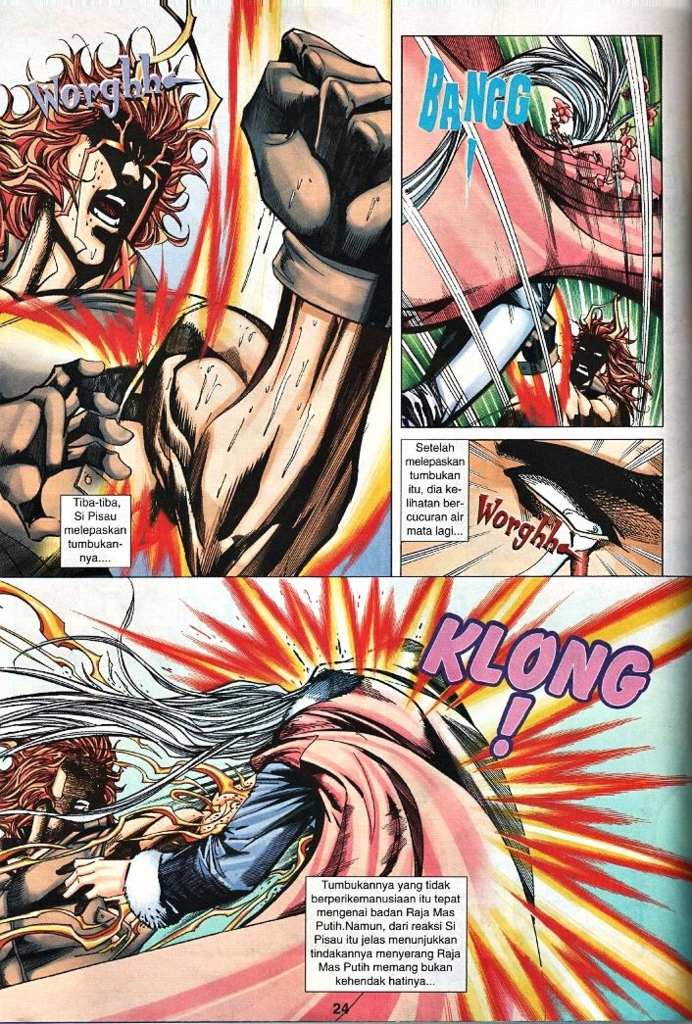 Worghh
Tiba-tiba,
Si Pisau
melepaskan
tumbukan-
nya....
BANGG
!
Setelah
melepaskan
tumbukan
itu, dia ke-
lihatan ber-
cucuran air
mata lagi...
Worghh
KLONG
!
Tumbukannya yang tidak
berperikemanusiaan itu tepat
mengenai badan Raja Mas
Putih.Namun, dari reaksi Si
Pisau itu jelas menunjukkan
tindakannya menyerang Raja
Mas Putih memang bukan
kehendak hatinya...
24